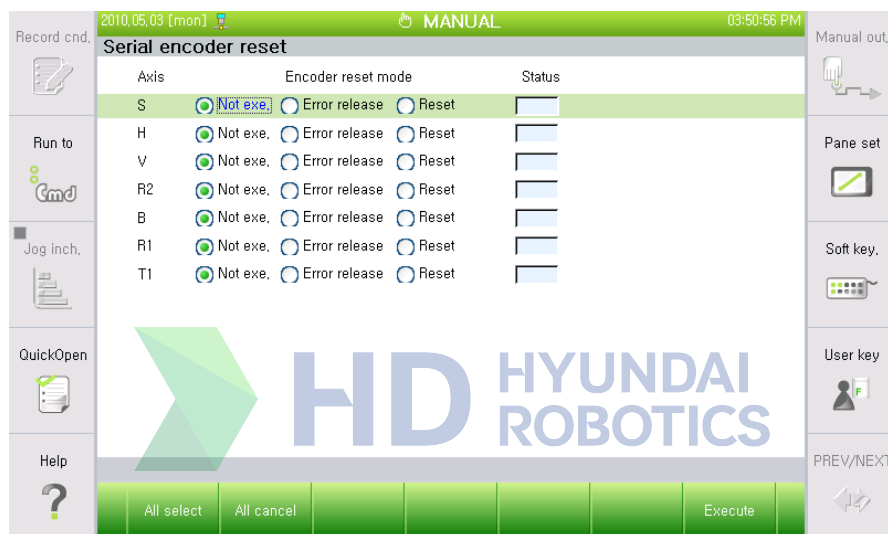 2010.05.03 [mon] MANUAL 03:50:56 PM
Serial encoder reset
Axis Encoder reset mode Status
S Not exe. Error release Reset
H Not exe. Error release Reset
V Not exe. Error release Reset
R2 Not exe. Error release Reset
B Not exe. Error release Reset
R1 Not exe. Error release Reset
T1 Not exe. Error release Reset
HD HYUNDAI
ROBOTICS
All select All cancel Execute
Record cnd.
Run to
Cmd
Jog inch.
QuickOpen
Help
?
Manual out.
Pane set
Soft key.
User key
F
PREV/NEXT